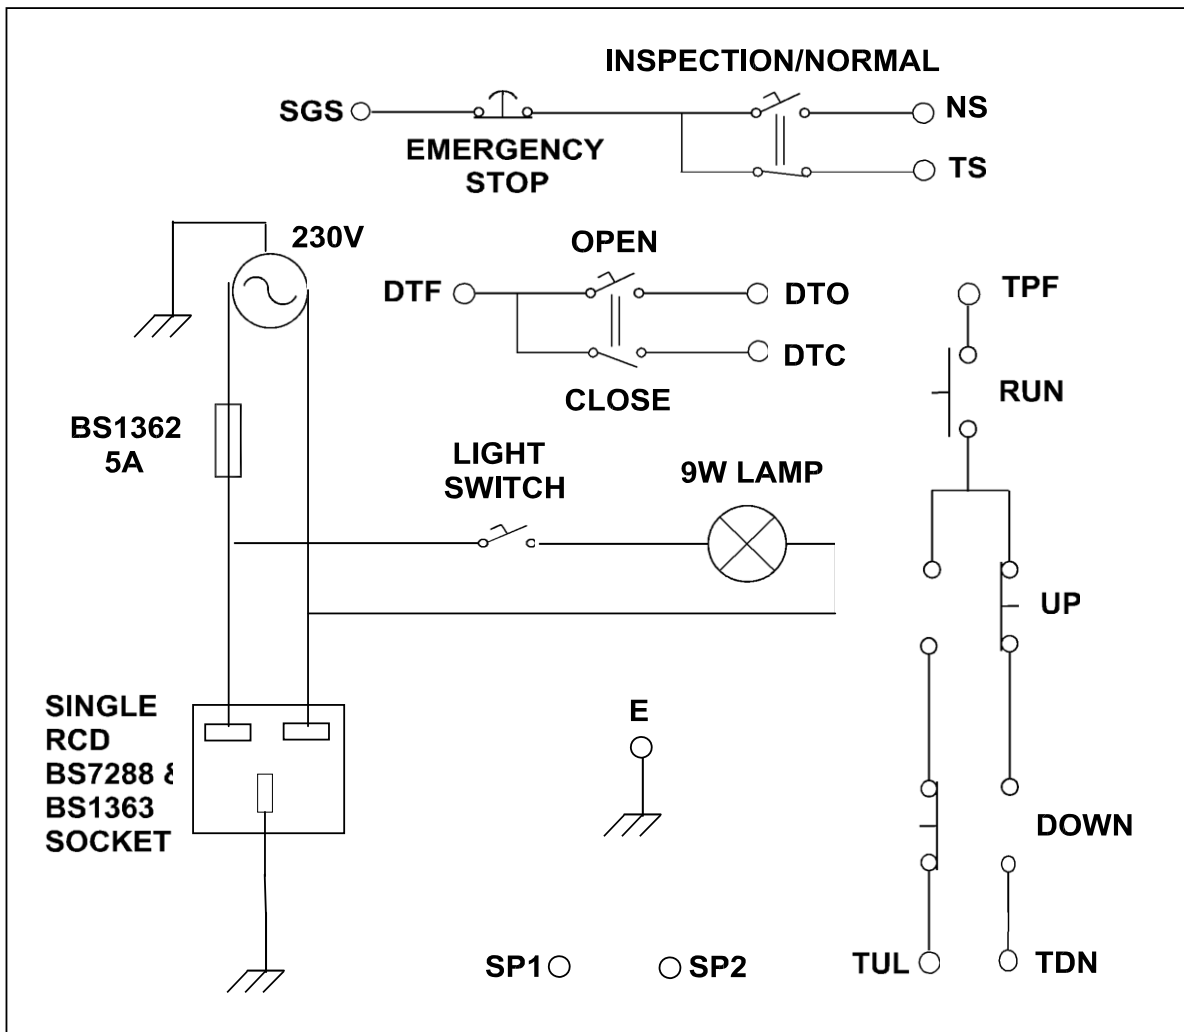 INSPECTION/NORMAL
SGS
NS
EMERGENCY
STOP
TS
230V
OPEN
DTF
DTO
TPF
DTC
CLOSE
RUN
BS1362
5A
LIGHT
SWITCH
9W LAMP
UP
SINGLE
RCD
BS7288 &
BS1363
SOCKET
E
DOWN
SP1
SP2
TUL
TDN